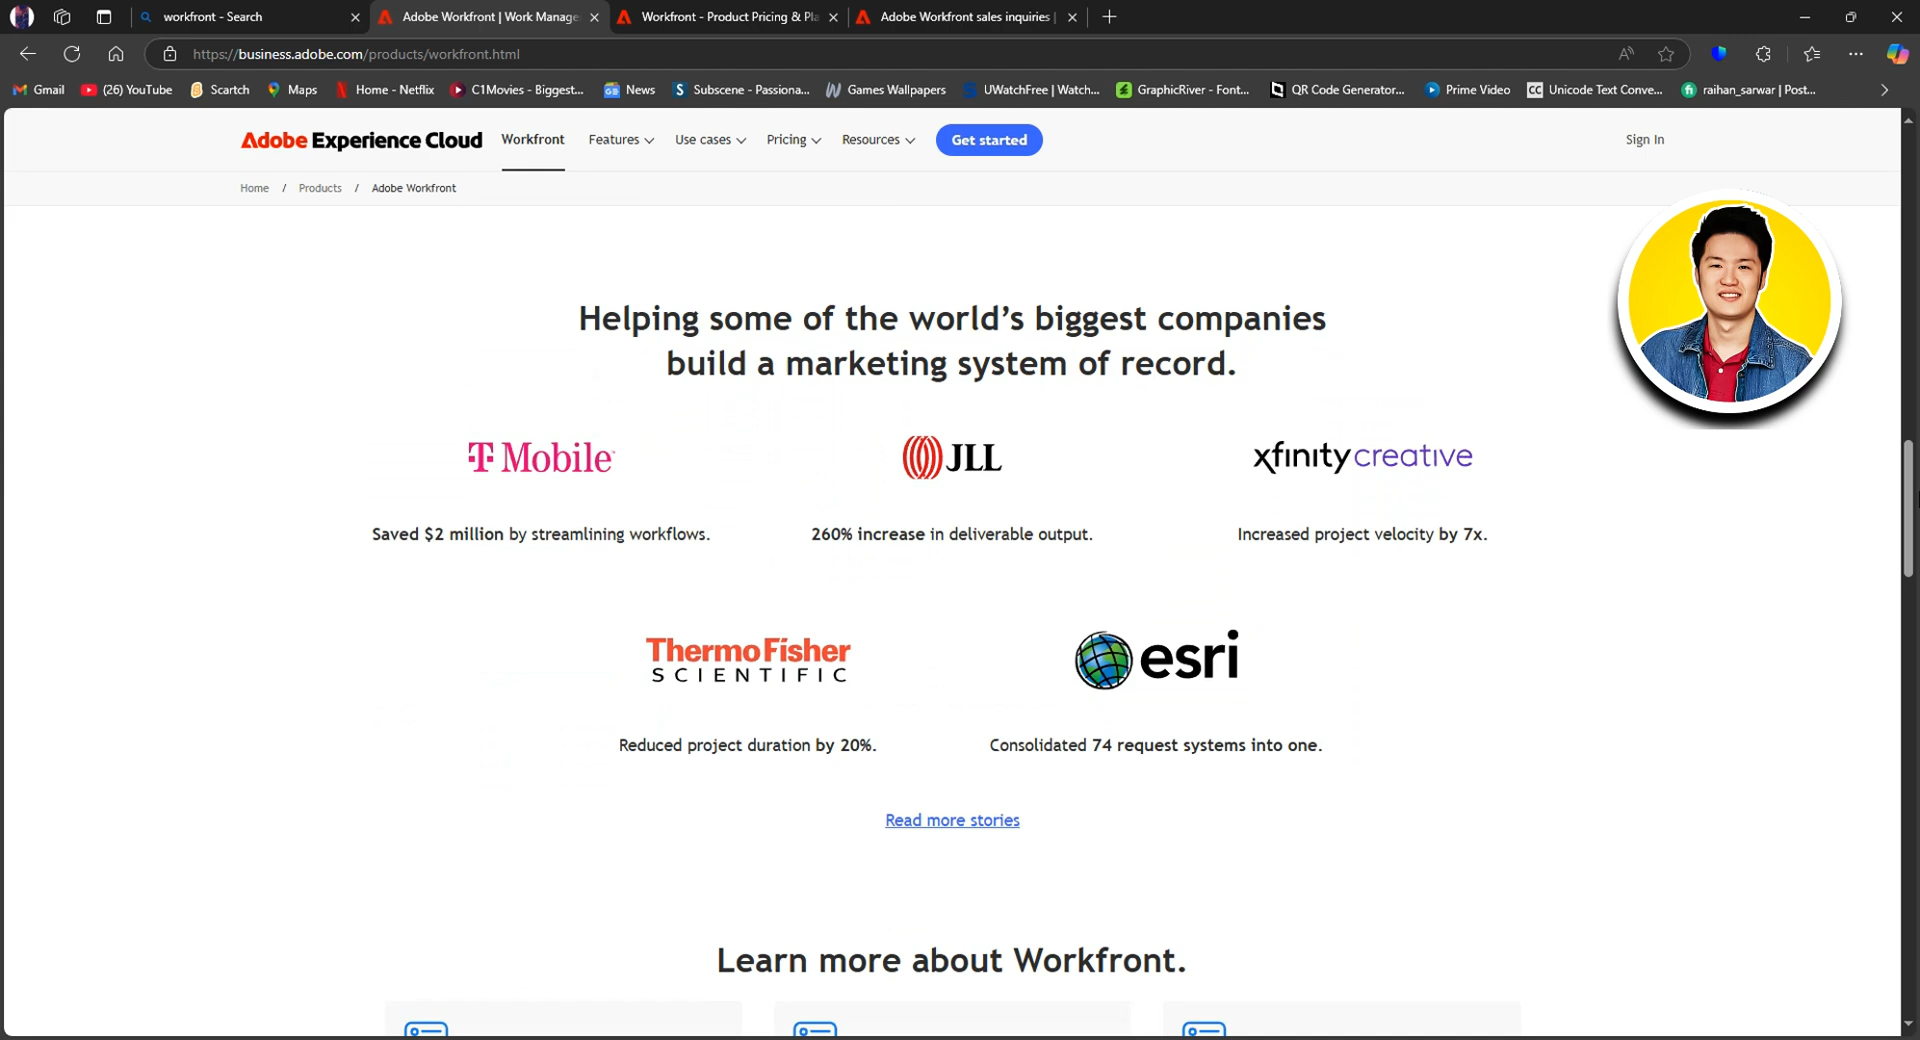 workfront - Search
Adobe Workfront | Work Manage
Workfront - Product Pricing & Pla
Adobe Workfront sales inquiries |
https://business.adobe.com/products/workfront.html
Gmail
(26) YouTube
Scartch
Maps
Home - Netflix
C1Movies - Biggest...
News
Subscene - Passiona...
Games Wallpapers
UWatchFree | Watch...
GraphicRiver - Font...
QR Code Generator...
Prime Video
Unicode Text Conve...
raihan_sarwar | Post...
Adobe Experience Cloud
Workfront
Features
Use cases
Pricing
Resources
Get started
Sign In
Home / Products / Adobe Workfront
Helping some of the world’s biggest companies
build a marketing system of record.
T Mobile
JLL
xfinity creative
Saved $2 million by streamlining workflows.
260% increase in deliverable output.
Increased project velocity by 7x.
ThermoFisher
SCIENTIFIC
esri
Reduced project duration by 20%.
Consolidated 74 request systems into one.
Read more stories
Learn more about Workfront.